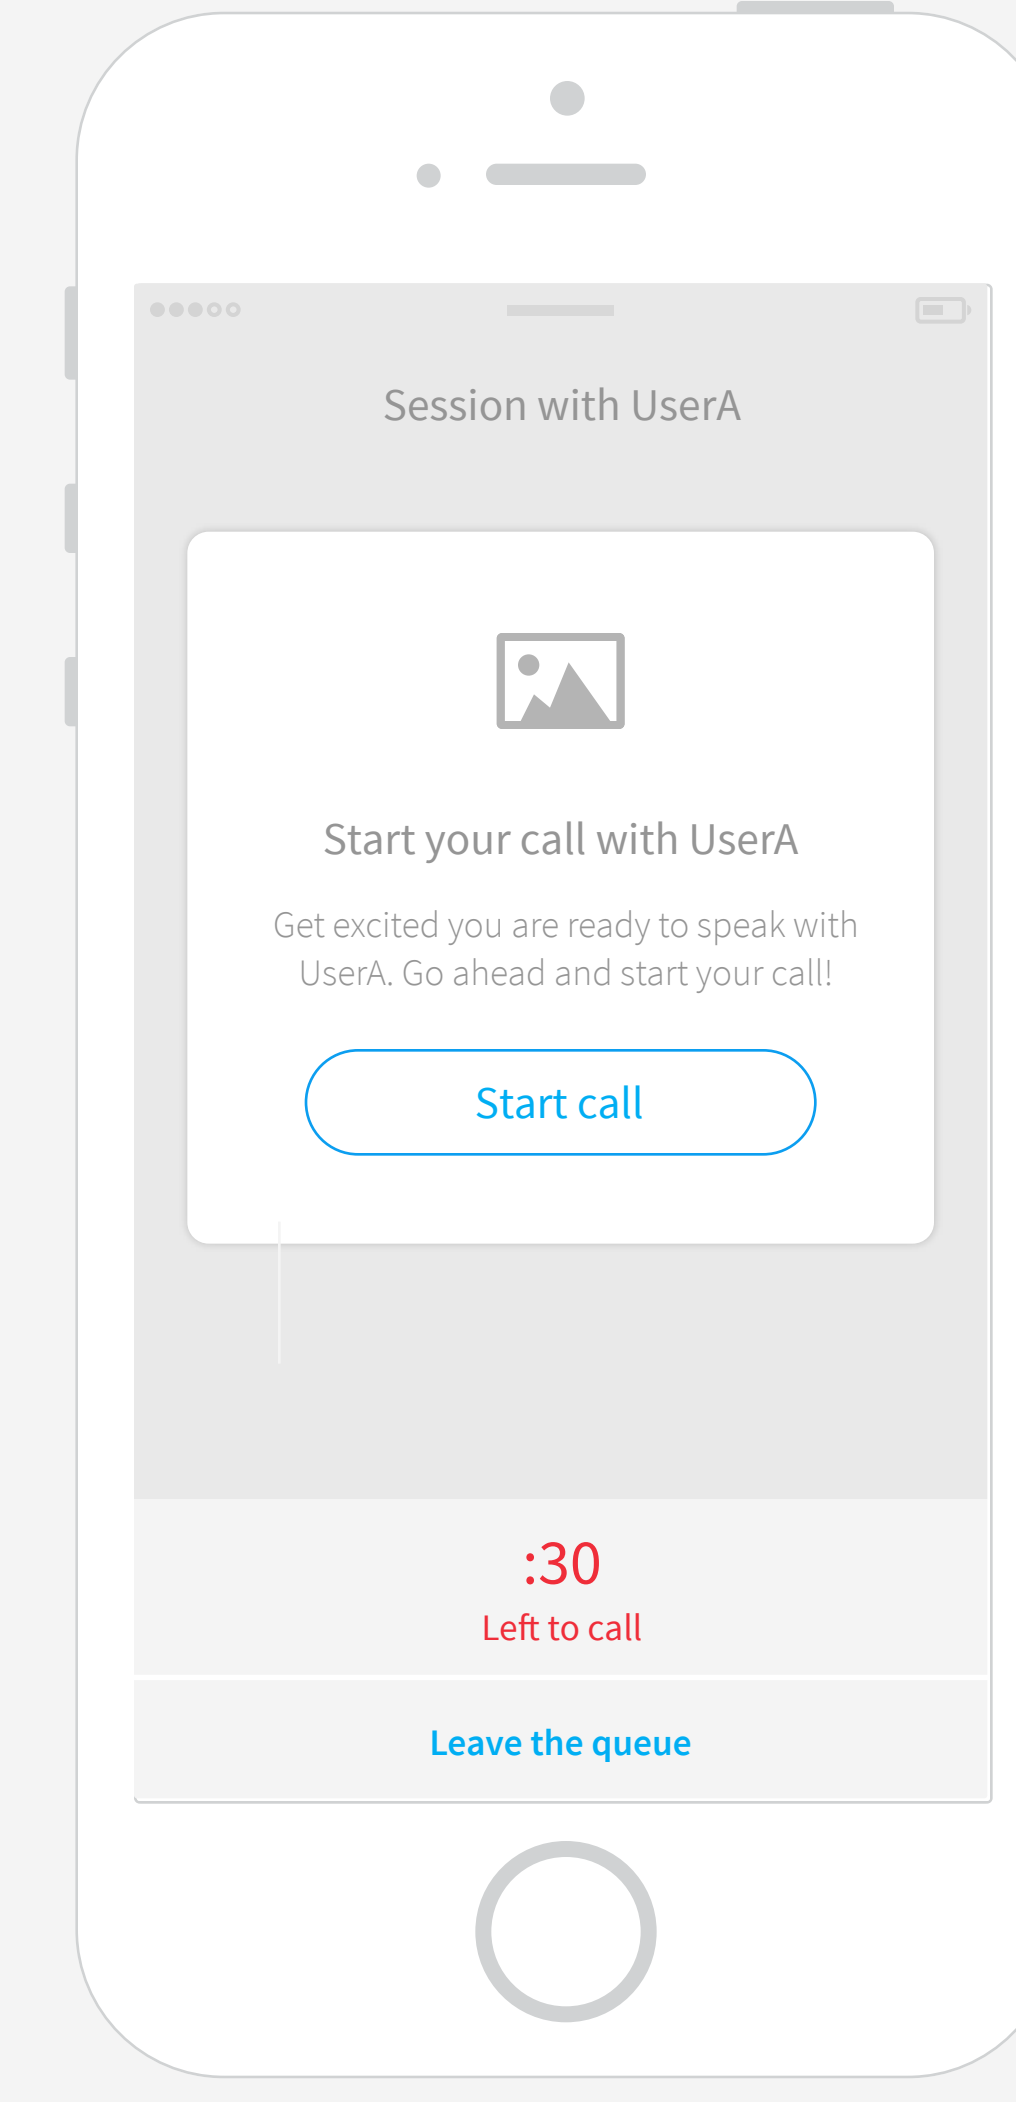 Session with UserA
Start your call with UserA
Get excited you are ready to speak with
UserA. Go ahead and start your call!
Start call
:30
Left to call
Leave the queue